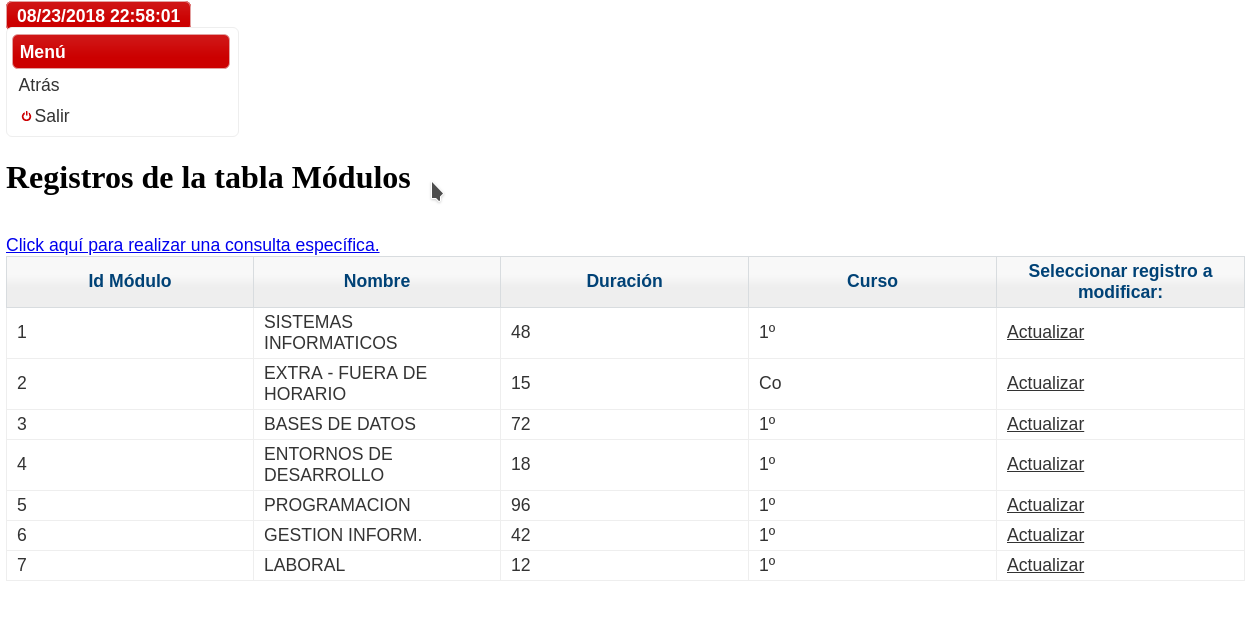 08/23/2018 22:58:01
Menú
Atrás
Salir
Registros de la tabla Módulos
Click aquí para realizar una consulta específica.
Id Módulo Nombre Duración Curso Seleccionar registro a
modificar:
1 SISTEMAS
INFORMATICOS 48 1º Actualizar
2 EXTRA - FUERA DE
HORARIO 15 Co Actualizar
3 BASES DE DATOS 72 1º Actualizar
4 ENTORNOS DE
DESARROLLO 18 1º Actualizar
5 PROGRAMACION 96 1º Actualizar
6 GESTION INFORM. 42 1º Actualizar
7 LABORAL 12 1º Actualizar